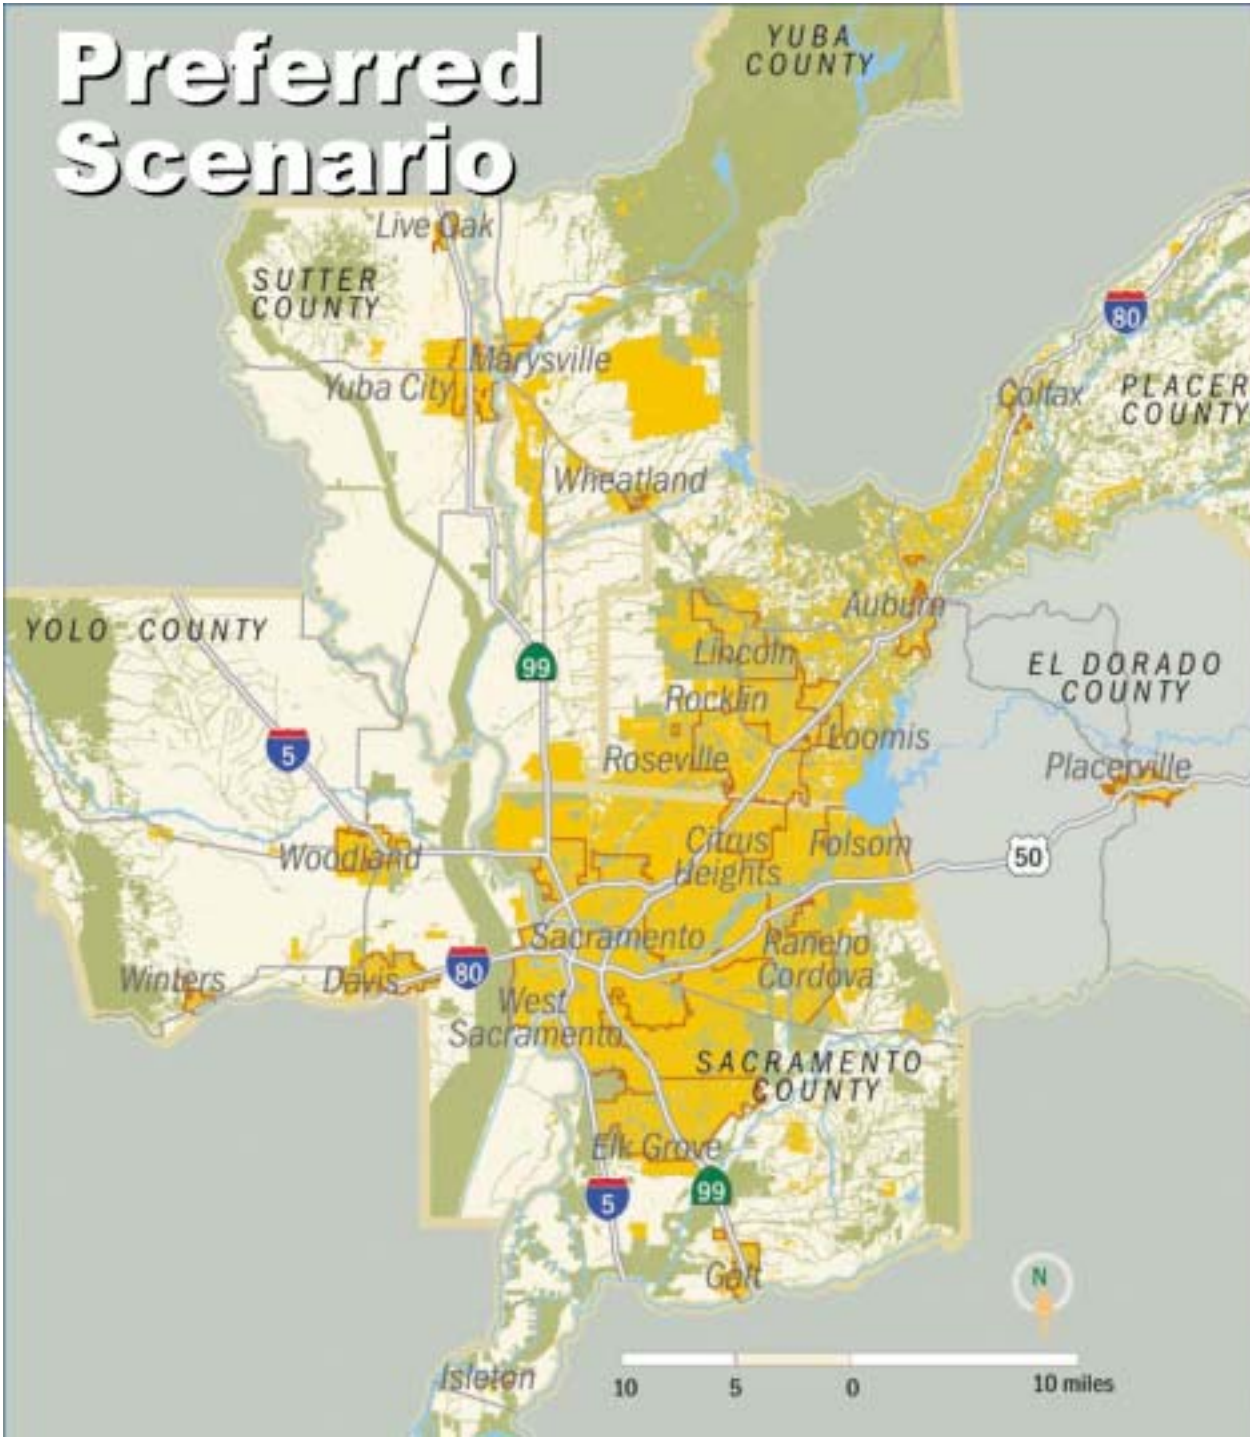 Preferred
Scenario
YUBA
COUNTY
Live Oak
SUTTER
COUNTY
80
Marysville
Yuba City
Colfax
PLACER
COUNTY
Wheatland
Auburn
YOLO COUNTY
99
Lincoln
EL DORADO
COUNTY
Rocklin
5
Loomis
Roseville
Placerville
Citrus
Heights
Folsom
50
Woodland
Sacramento
Rancho
Cordova
80
Winters
Davis
West
Sacramento
SACRAMENTO
COUNTY
Elk Grove
5
99
Galt
N
Isleton
10 5 0 10 miles